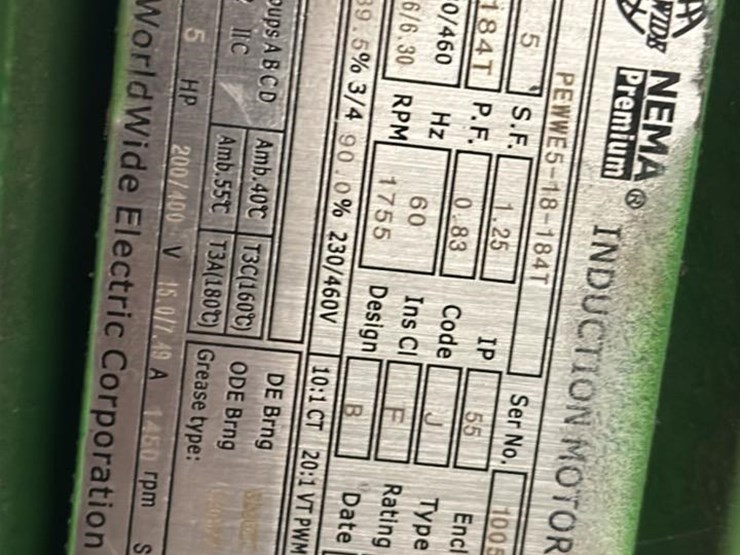 WIDE NEMA ® INDUCTION MOTOR
Premium
PEWWE5-18-184T Ser No. 1005
5 S.F. 1.25 IP 55 Encl
184T P.F. 0.83 Code J Type
0/460 Hz 60 Ins Cl F Rating
6/6.30 RPM 1755 Design B Date
89.5% 3/4 90.0% 230/460V 10:1 CT 20:1 VT PWM
oups A B C D Amb.40℃ T3C(160℃) DE Brng
IIC Amb.55℃ T3A(180℃) ODE Brng
Grease type:
5 HP 200/400 V 15.0/7.49 A 1450 rpm S
WorldWide Electric Corporation